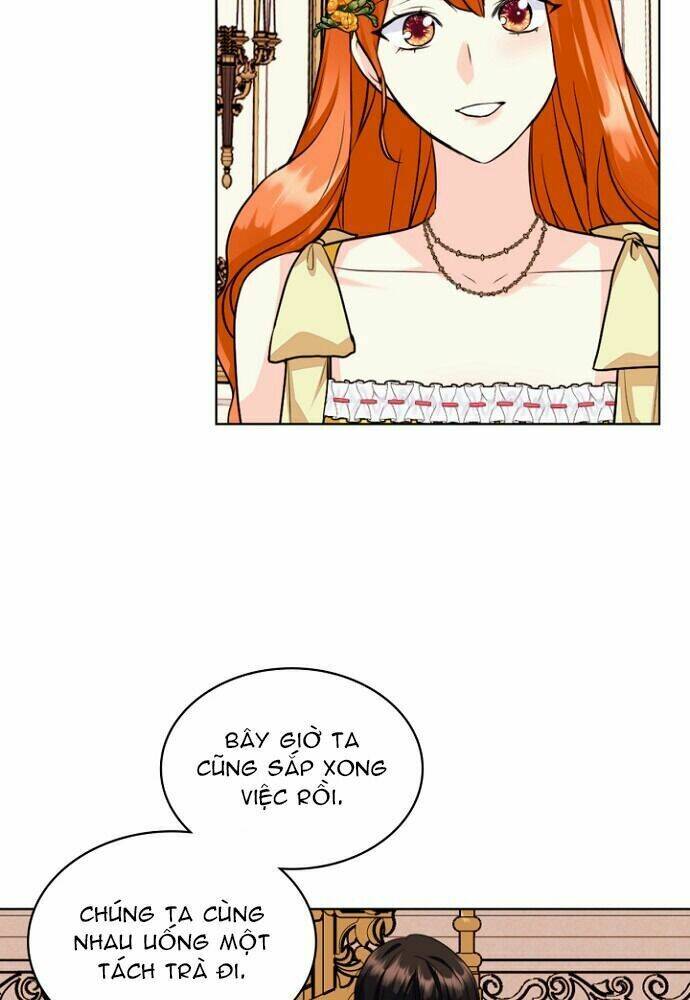 BÂY GIỜ TA
CŨNG SẮP XONG
VIỆC RỒI.
CHÚNG TA CÙNG
NHAU UỐNG MỘT
TÁCH TRÀ ĐI.